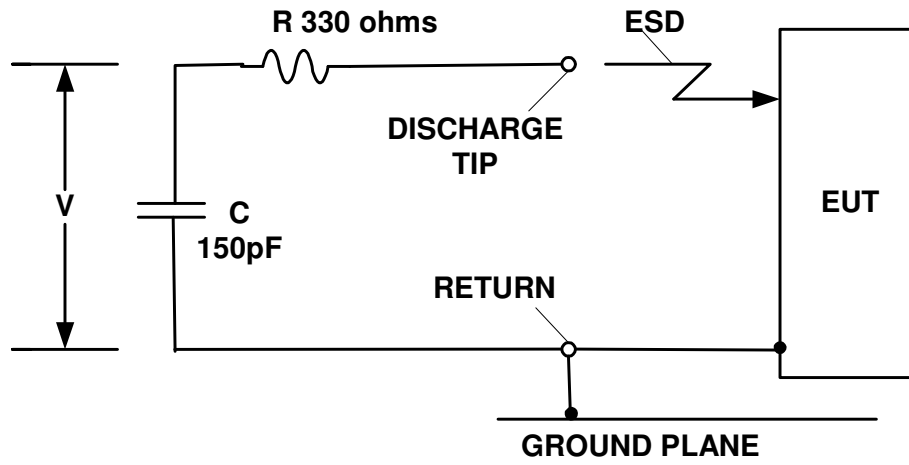 R 330 ohms
ESD
DISCHARGE
TIP
V
C
150pF
EUT
RETURN
GROUND PLANE